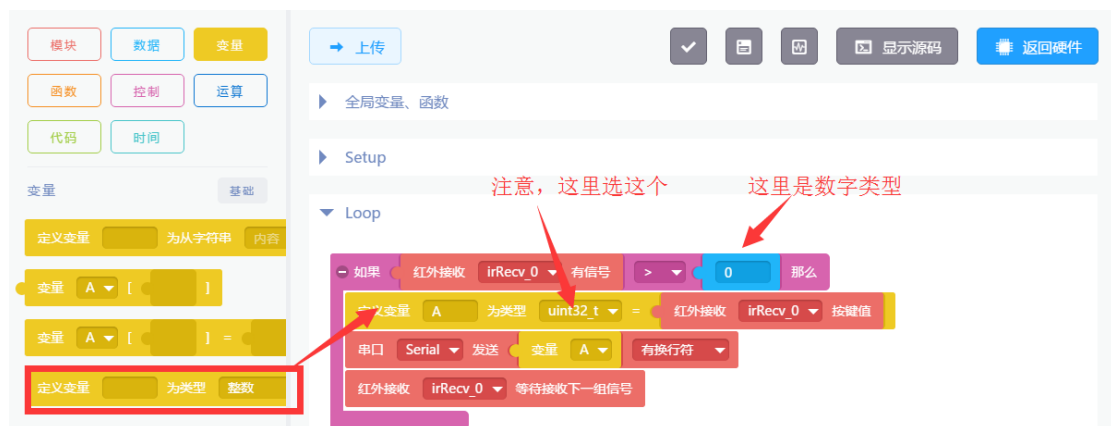 模块 数据 变量
函数 控制 运算
代码 时间
变量 基础
定义变量 为从字符串 内容
变量 A [ ]
变量 A [ ] =
定义变量 为类型 整数
上传 显示源码 返回硬件
全局变量、函数
Setup
注意，这里选这个 这里是数字类型
Loop
如果 红外接收 irRecv_0 有信号 > 0 那么
定义变量 A 为类型 uint32_t = 红外接收 irRecv_0 按键值
串口 Serial 发送 变量 A 有换行符
红外接收 irRecv_0 等待接收下一组信号